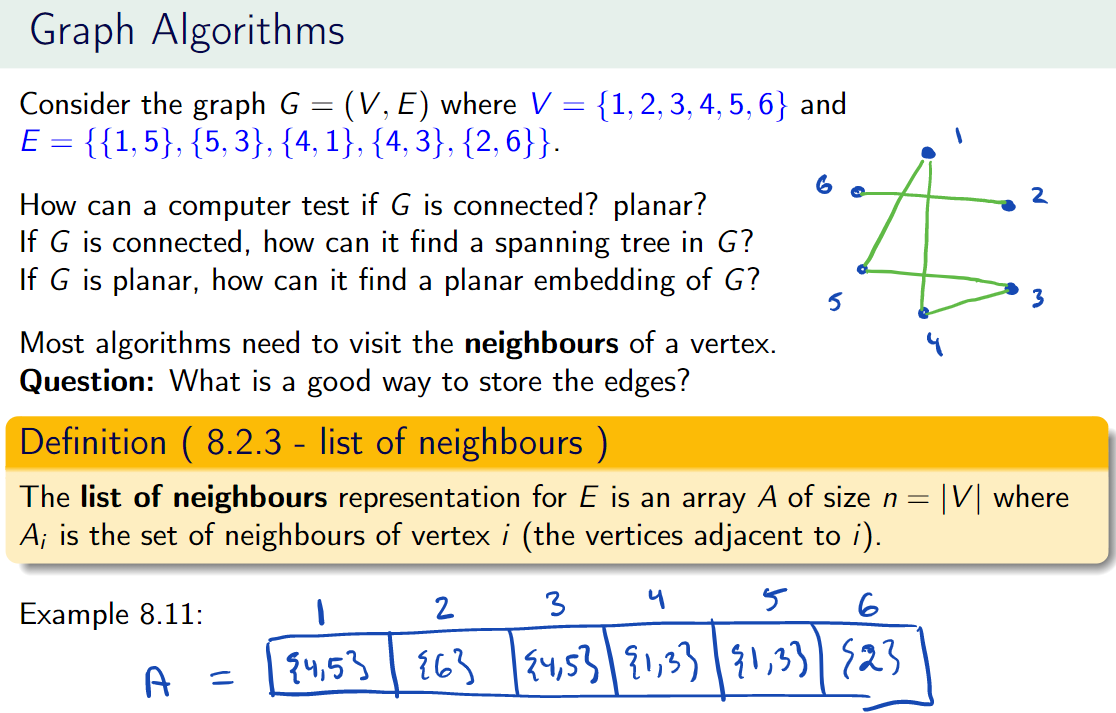 Graph Algorithms
Consider the graph G = (V, E) where V = {1, 2, 3, 4, 5, 6} and
E = {{1, 5}, {5, 3}, {4, 1}, {4, 3}, {2, 6}}.
How can a computer test if G is connected? planar?
If G is connected, how can it find a spanning tree in G?
If G is planar, how can it find a planar embedding of G?
1
6
2
5
3
4
Most algorithms need to visit the neighbours of a vertex.
Question: What is a good way to store the edges?
Definition ( 8.2.3 - list of neighbours )
The list of neighbours representation for E is an array A of size n = |V| where
Aᵢ is the set of neighbours of vertex i (the vertices adjacent to i).
Example 8.11:
1 2 3 4 5 6
A = {4,5} {6} {4,5} {1,3} {1,3} {2}